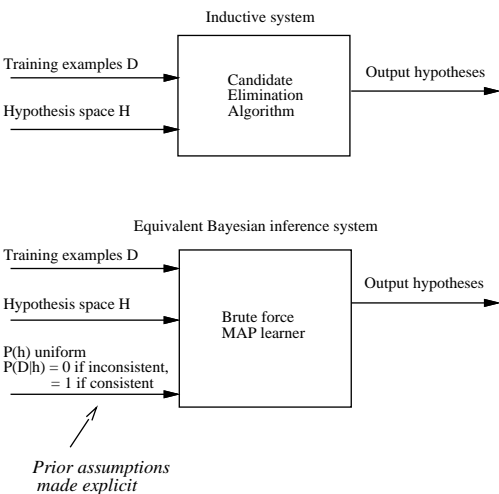 Inductive system
Training examples D
Hypothesis space H
Candidate
Elimination
Algorithm
Output hypotheses
Equivalent Bayesian inference system
Training examples D
Hypothesis space H
P(h) uniform
P(D|h) = 0 if inconsistent,
= 1 if consistent
Brute force
MAP learner
Output hypotheses
Prior assumptions
made explicit